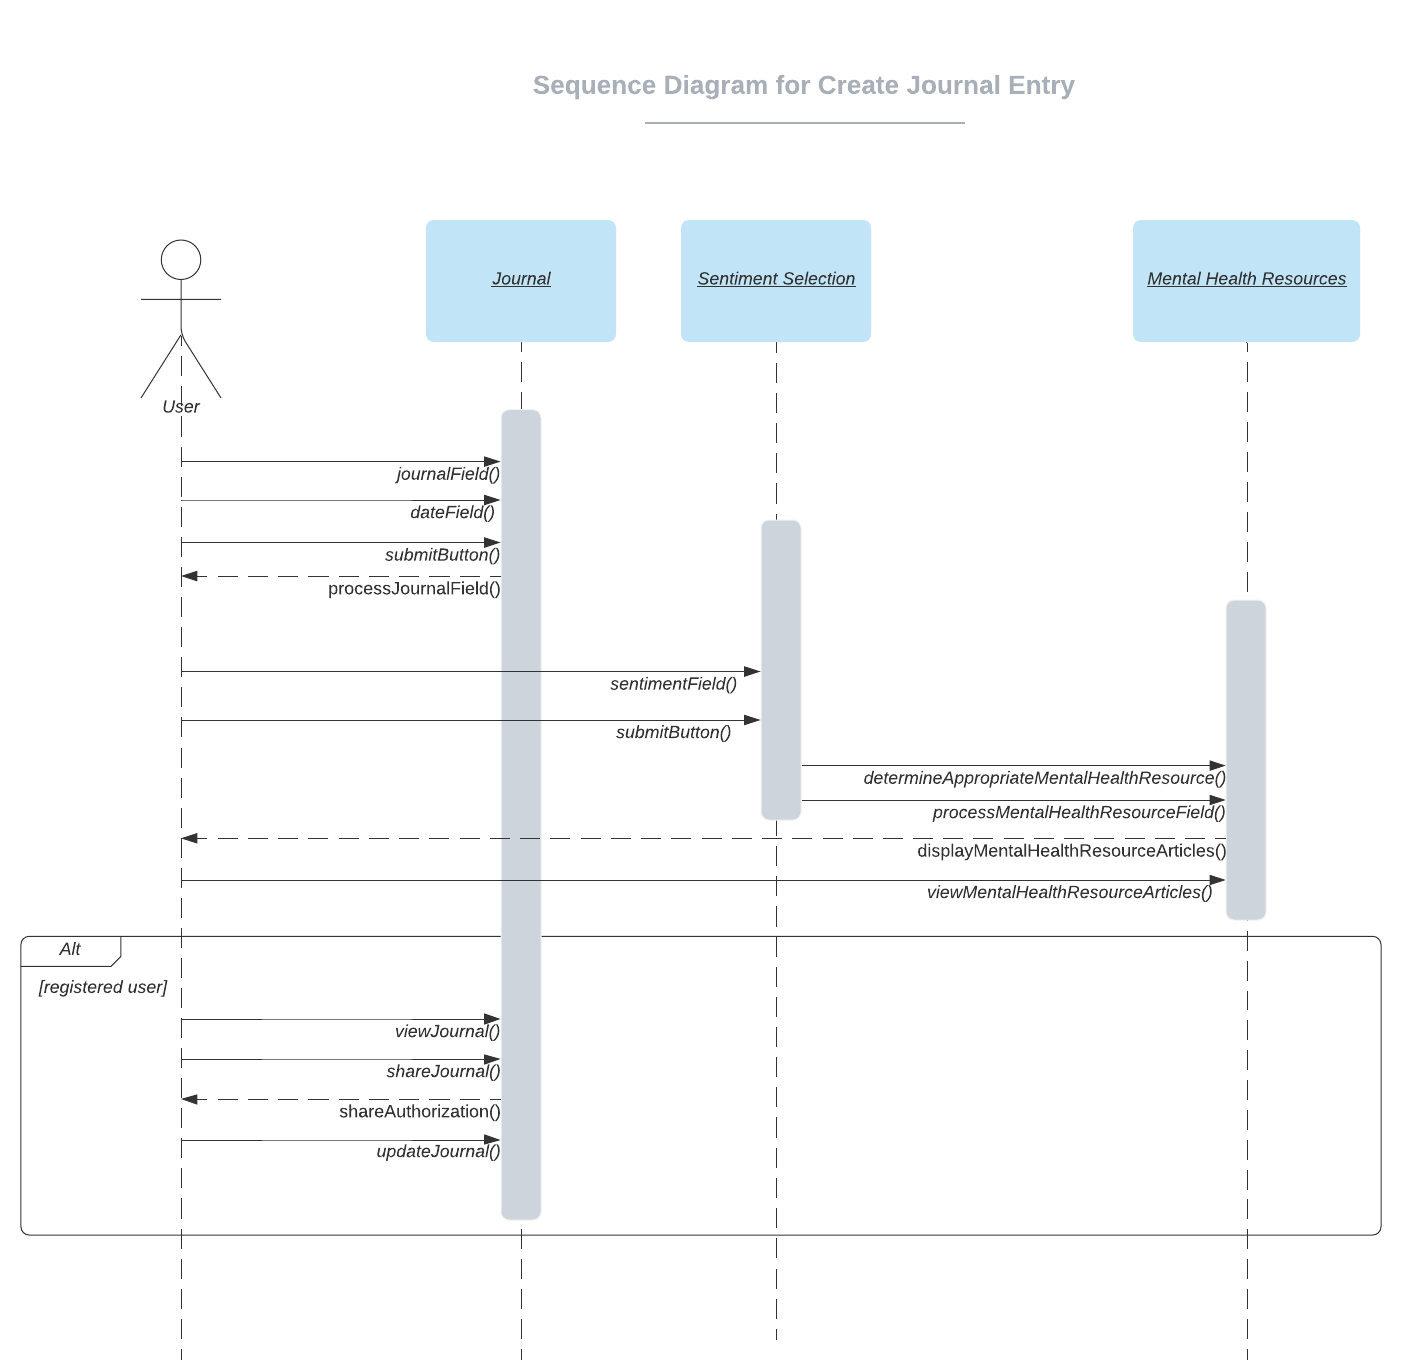 Sequence Diagram for Create Journal Entry
Journal
Sentiment Selection
Mental Health Resources
User
journalField()
dateField()
submitButton()
processJournalField()
sentimentField()
submitButton()
determineAppropriateMentalHealthResource()
processMentalHealthResourceField()
displayMentalHealthResourceArticles()
viewMentalHealthResourceArticles()
Alt
[registered user]
viewJournal()
shareJournal()
shareAuthorization()
updateJournal()